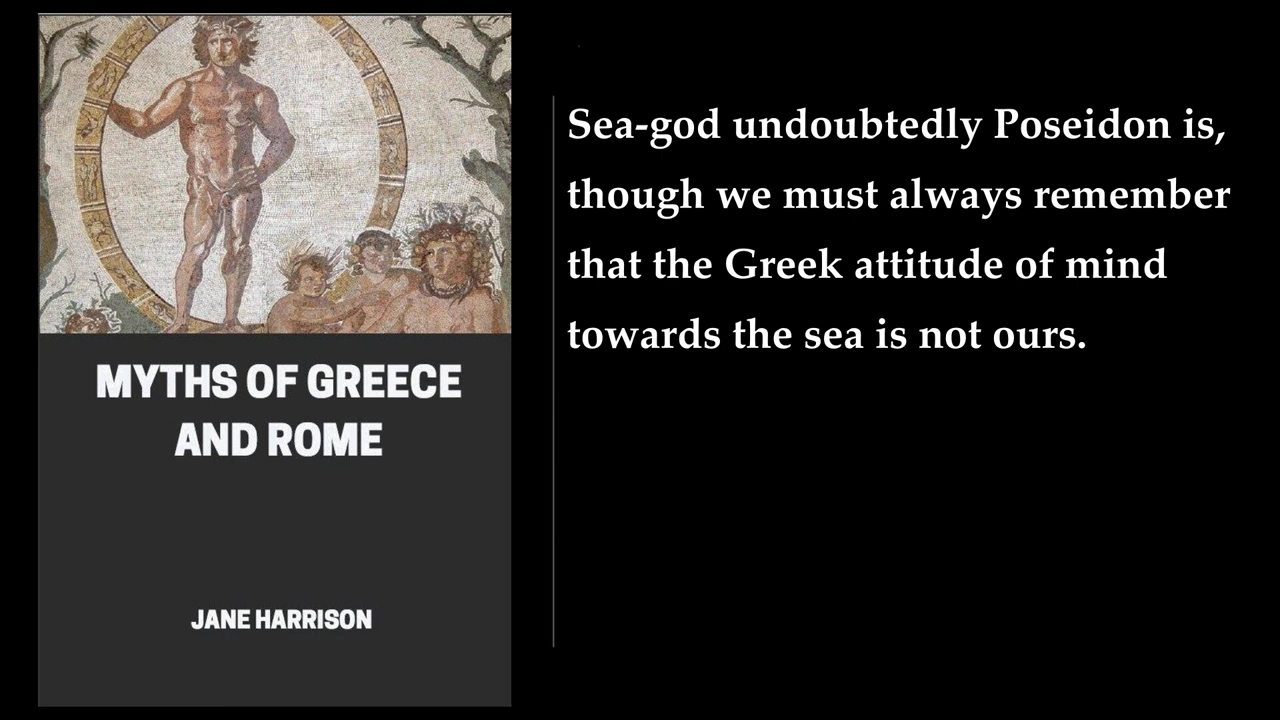 MYTHS OF GREECE
AND ROME
JANE HARRISON
Sea-god undoubtedly Poseidon is,
though we must always remember
that the Greek attitude of mind
towards the sea is not ours.